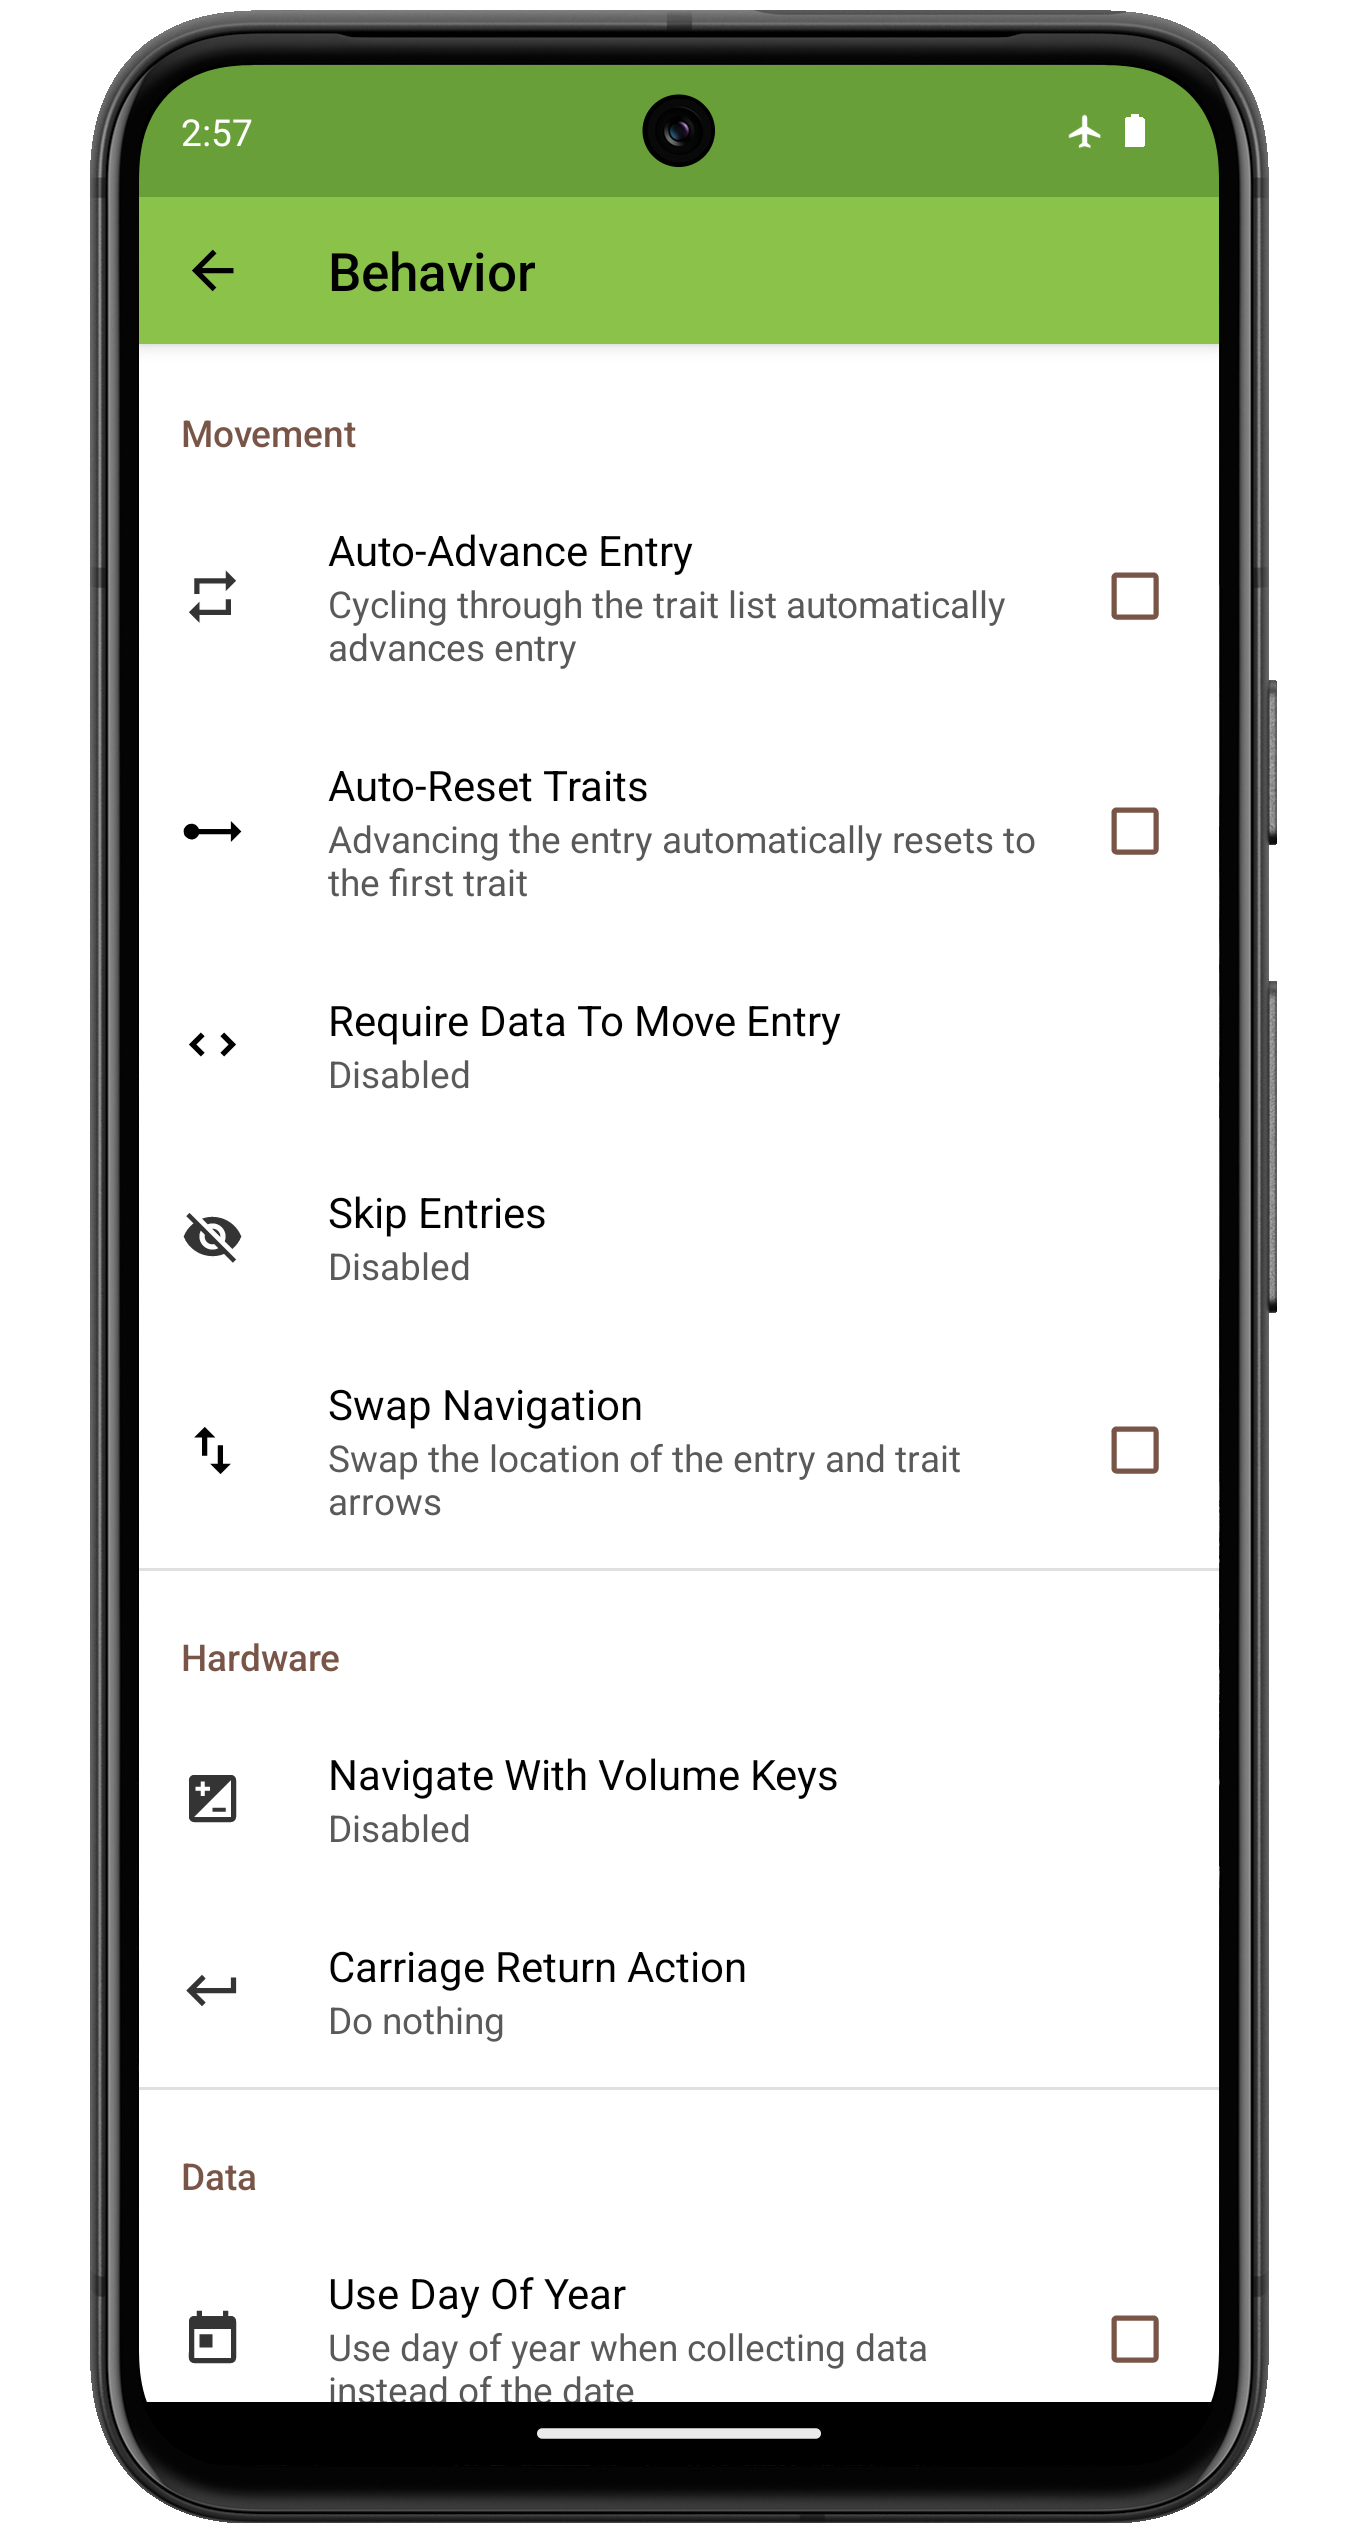 2:57
Behavior
Movement
Auto-Advance Entry
Cycling through the trait list automatically
advances entry
Auto-Reset Traits
Advancing the entry automatically resets to
the first trait
Require Data To Move Entry
Disabled
Skip Entries
Disabled
Swap Navigation
Swap the location of the entry and trait
arrows
Hardware
Navigate With Volume Keys
Disabled
Carriage Return Action
Do nothing
Data
Use Day Of Year
Use day of year when collecting data
instead of the date